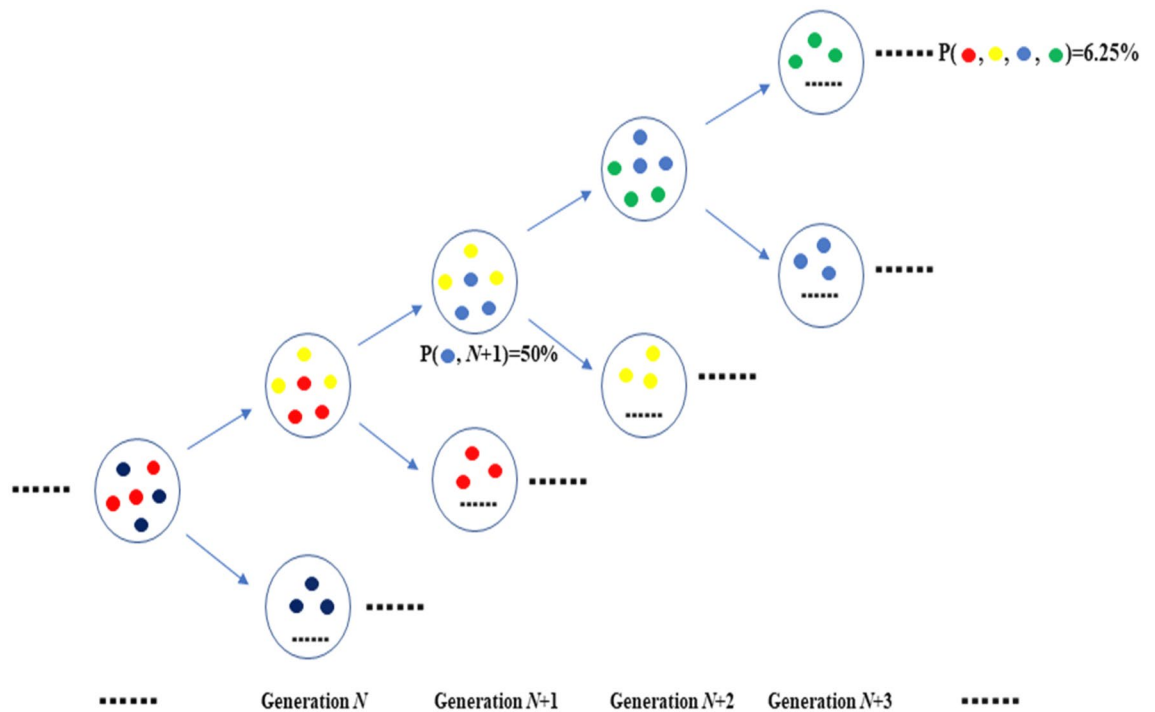 P( , , , )=6.25%
P( , N+1)=50%
Generation N Generation N+1 Generation N+2 Generation N+3